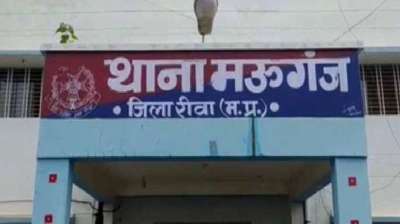 थाना मऊगंज
• जिला रीवा (म.प्र.) •